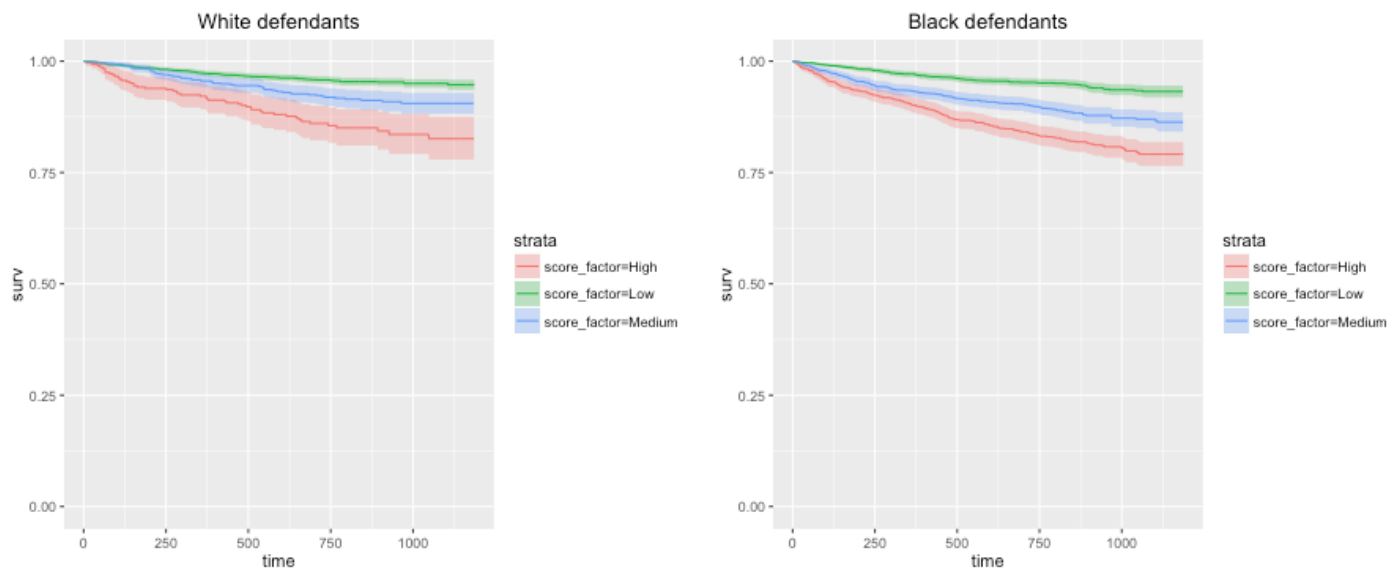 White defendants
1.00
0.75
0.50
0.25
0.00
surv
0 250 500 750 1000
time
strata
score_factor=High
score_factor=Low
score_factor=Medium
Black defendants
1.00
0.75
0.50
0.25
0.00
surv
0 250 500 750 1000
time
strata
score_factor=High
score_factor=Low
score_factor=Medium